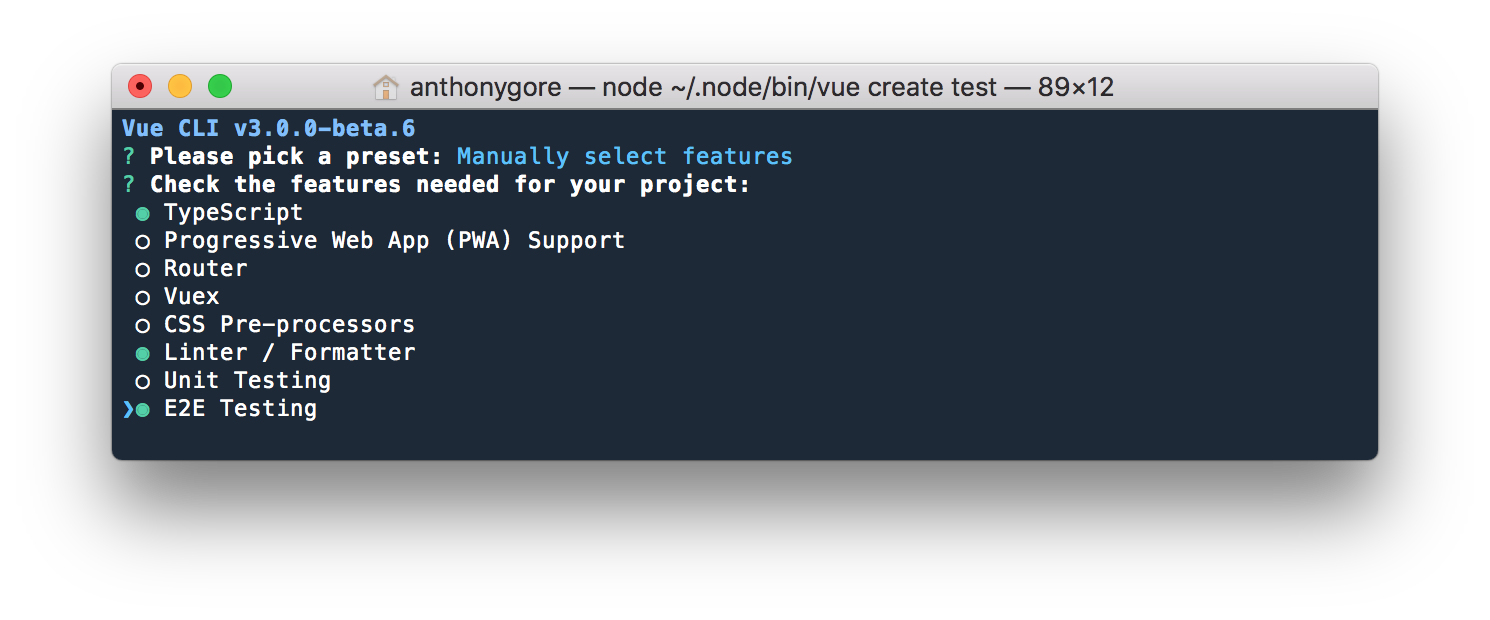 anthonygore — node ~/.node/bin/vue create test — 89×12
Vue CLI v3.0.0-beta.6
? Please pick a preset: Manually select features
? Check the features needed for your project:
◉ TypeScript
◯ Progressive Web App (PWA) Support
◯ Router
◯ Vuex
◯ CSS Pre-processors
◉ Linter / Formatter
◯ Unit Testing
❯◉ E2E Testing